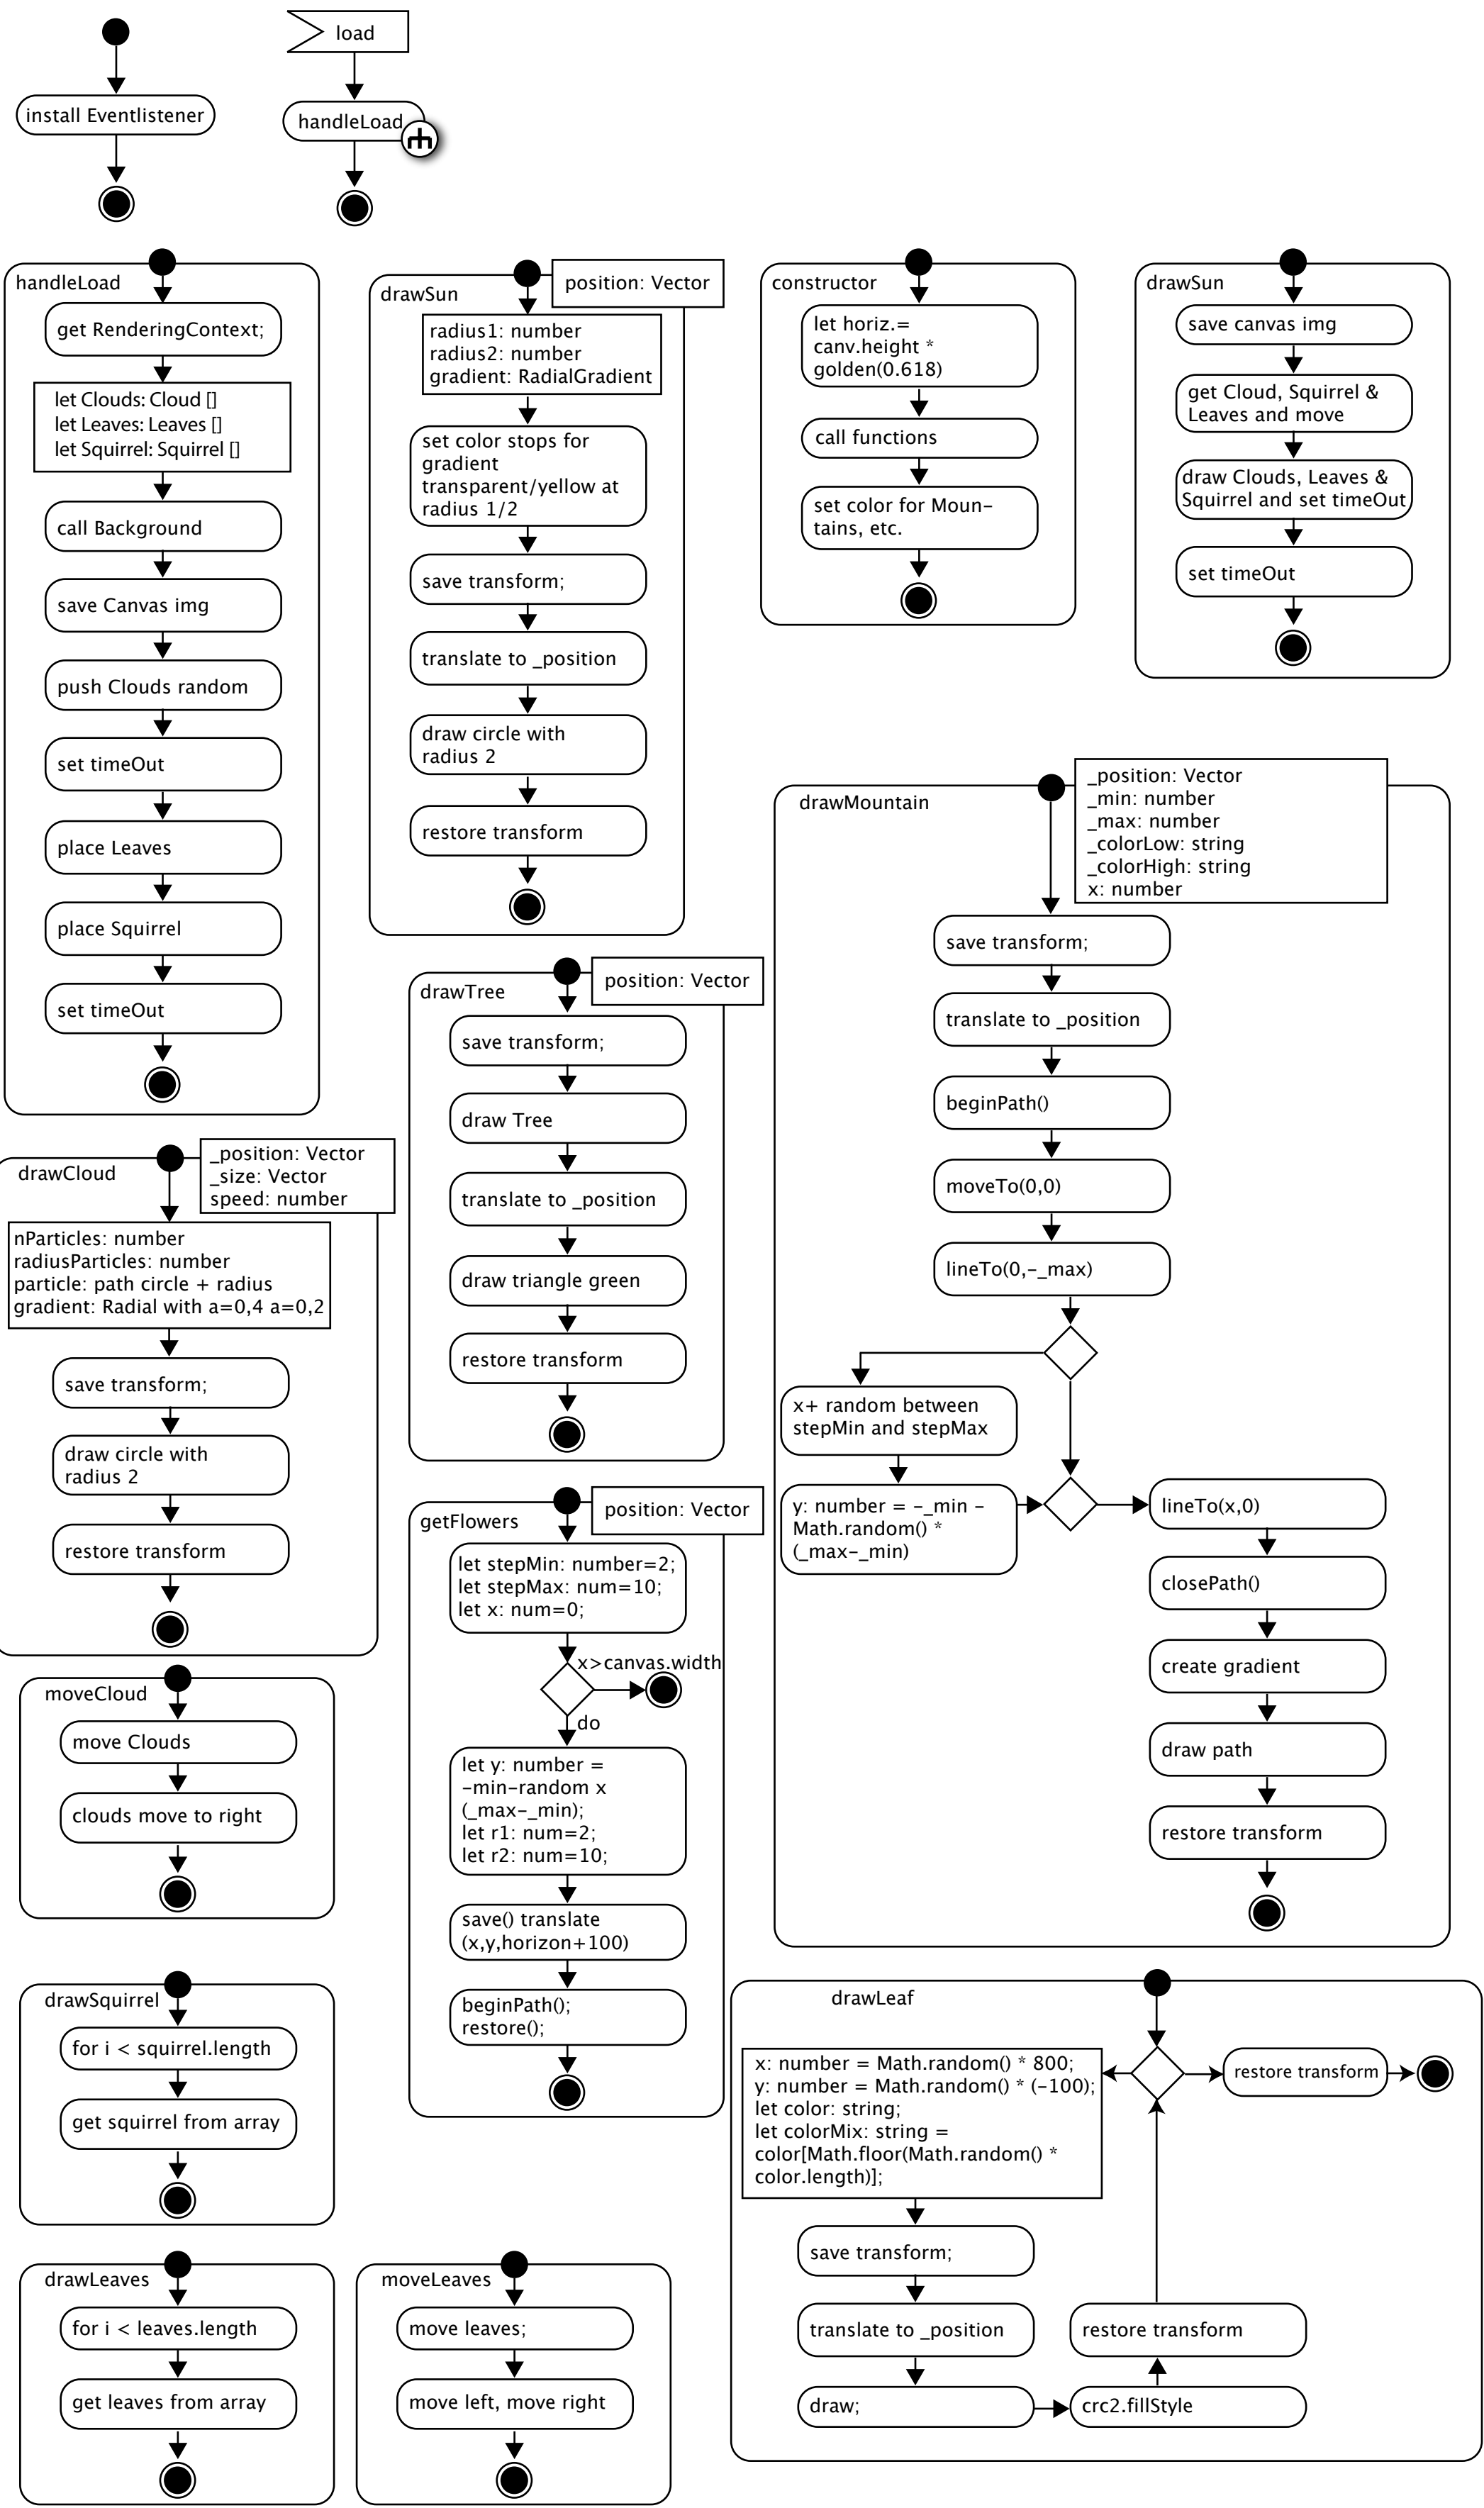 load
install Eventlistener
handleLoad
handleLoad
get RenderingContext;
let Clouds: Cloud []
let Leaves: Leaves []
let Squirrel: Squirrel []
call Background
save Canvas img
push Clouds random
set timeOut
place Leaves
place Squirrel
set timeOut
drawSun
position: Vector
radius1: number
radius2: number
gradient: RadialGradient
set color stops for
gradient
transparent/yellow at
radius 1/2
save transform;
translate to _position
draw circle with
radius 2
restore transform
constructor
let horiz.=
canv.height *
golden(0.618)
call functions
set color for Moun-
tains, etc.
drawSun
save canvas img
get Cloud, Squirrel &
Leaves and move
draw Clouds, Leaves &
Squirrel and set timeOut
set timeOut
drawMountain
_position: Vector
_min: number
_max: number
_colorLow: string
_colorHigh: string
x: number
save transform;
translate to _position
beginPath()
moveTo(0,0)
lineTo(0,-_max)
x+ random between
stepMin and stepMax
y: number = -_min -
Math.random() *
(_max-_min)
lineTo(x,0)
closePath()
create gradient
draw path
restore transform
drawTree
position: Vector
save transform;
draw Tree
translate to _position
draw triangle green
restore transform
drawCloud
_position: Vector
_size: Vector
speed: number
nParticles: number
radiusParticles: number
particle: path circle + radius
gradient: Radial with a=0,4 a=0,2
save transform;
draw circle with
radius 2
restore transform
getFlowers
position: Vector
let stepMin: number=2;
let stepMax: num=10;
let x: num=0;
x>canvas.width
do
let y: number =
-min-random x
(_max-_min);
let r1: num=2;
let r2: num=10;
save() translate
(x,y,horizon+100)
beginPath();
restore();
moveCloud
move Clouds
clouds move to right
drawSquirrel
for i < squirrel.length
get squirrel from array
drawLeaf
x: number = Math.random() * 800;
y: number = Math.random() * (-100);
let color: string;
let colorMix: string =
color[Math.floor(Math.random() *
color.length)];
restore transform
save transform;
translate to _position
draw;
crc2.fillStyle
restore transform
drawLeaves
for i < leaves.length
get leaves from array
moveLeaves
move leaves;
move left, move right